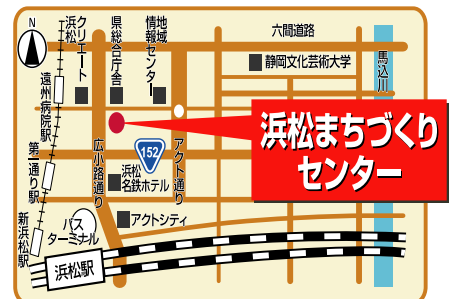 N
クリエート
浜松
県総合庁舎
地域
情報センター
六間道路
静岡文化芸術大学
馬込川
遠州病院駅
浜松まちづくり
センター
第一通り駅
広小路通り
152
アクト通り
浜松
名鉄ホテル
アクトシティ
バス
ターミナル
新浜松駅
浜松駅